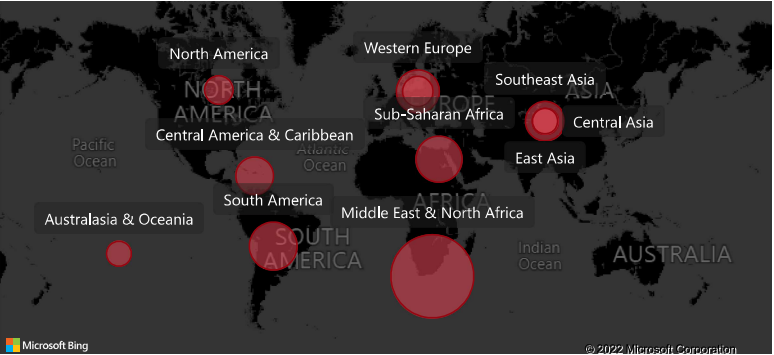 North America
Western Europe
Southeast Asia
NORTH
AMERICA
EUROPE
ASIA
Sub-Saharan Africa
Central Asia
Central America & Caribbean
Pacific
Ocean
Atlantic
Ocean
East Asia
South America
AFRICA
Middle East & North Africa
Australasia & Oceania
SOUTH
AMERICA
Indian
Ocean
AUSTRALIA
Microsoft Bing
© 2022 Microsoft Corporation